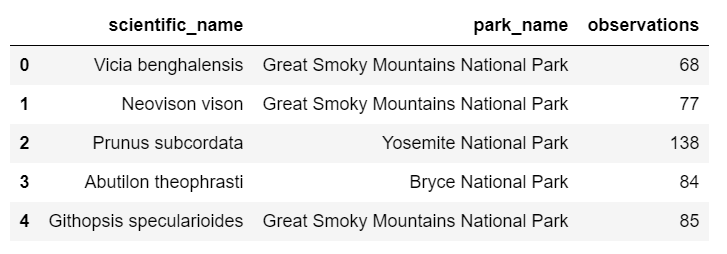 scientific_name park_name observations
0 Vicia benghalensis Great Smoky Mountains National Park 68
1 Neovison vison Great Smoky Mountains National Park 77
2 Prunus subcordata Yosemite National Park 138
3 Abutilon theophrasti Bryce National Park 84
4 Githopsis specularioides Great Smoky Mountains National Park 85